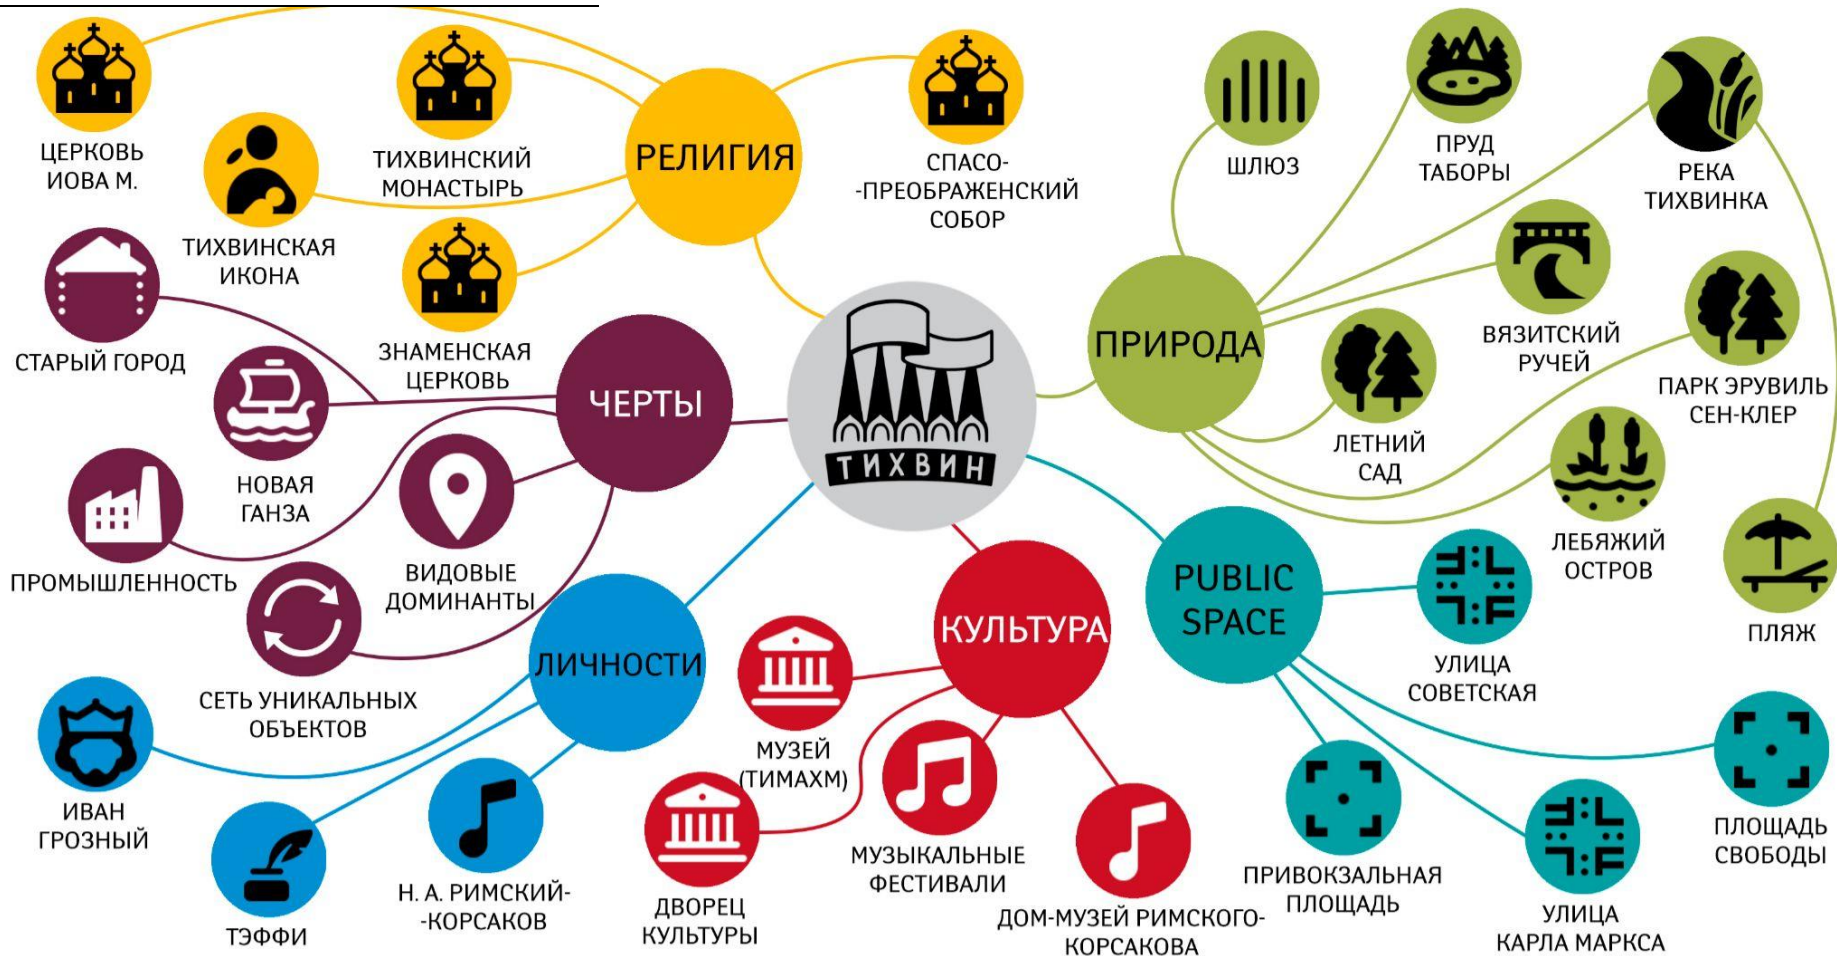 ЦЕРКОВЬ
ИОВА М.
ТИХВИНСКАЯ
ИКОНА
ТИХВИНСКИЙ
МОНАСТЫРЬ
ЗНАМЕНСКАЯ
ЦЕРКОВЬ
РЕЛИГИЯ
СПАСО-
-ПРЕОБРАЖЕНСКИЙ
СОБОР
СТАРЫЙ ГОРОД
НОВАЯ
ГАНЗА
ПРОМЫШЛЕННОСТЬ
ВИДОВЫЕ
ДОМИНАНТЫ
СЕТЬ УНИКАЛЬНЫХ
ОБЪЕКТОВ
ЧЕРТЫ
ТИХВИН
ПРИРОДА
ШЛЮЗ
ПРУД
ТАБОРЫ
РЕКА
ТИХВИНКА
ВЯЗИТСКИЙ
РУЧЕЙ
ПАРК ЭРУВИЛЬ
СЕН-КЛЕР
ЛЕТНИЙ
САД
ЛЕБЯЖИЙ
ОСТРОВ
ПЛЯЖ
ЛИЧНОСТИ
ИВАН
ГРОЗНЫЙ
ТЭФФИ
Н. А. РИМСКИЙ-
-КОРСАКОВ
КУЛЬТУРА
МУЗЕЙ
(ТИМАХМ)
ДВОРЕЦ
КУЛЬТУРЫ
МУЗЫКАЛЬНЫЕ
ФЕСТИВАЛИ
ДОМ-МУЗЕЙ РИМСКОГО-
КОРСАКОВА
PUBLIC
SPACE
УЛИЦА
СОВЕТСКАЯ
ПРИВОКЗАЛЬНАЯ
ПЛОЩАДЬ
УЛИЦА
КАРЛА МАРКСА
ПЛОЩАДЬ
СВОБОДЫ